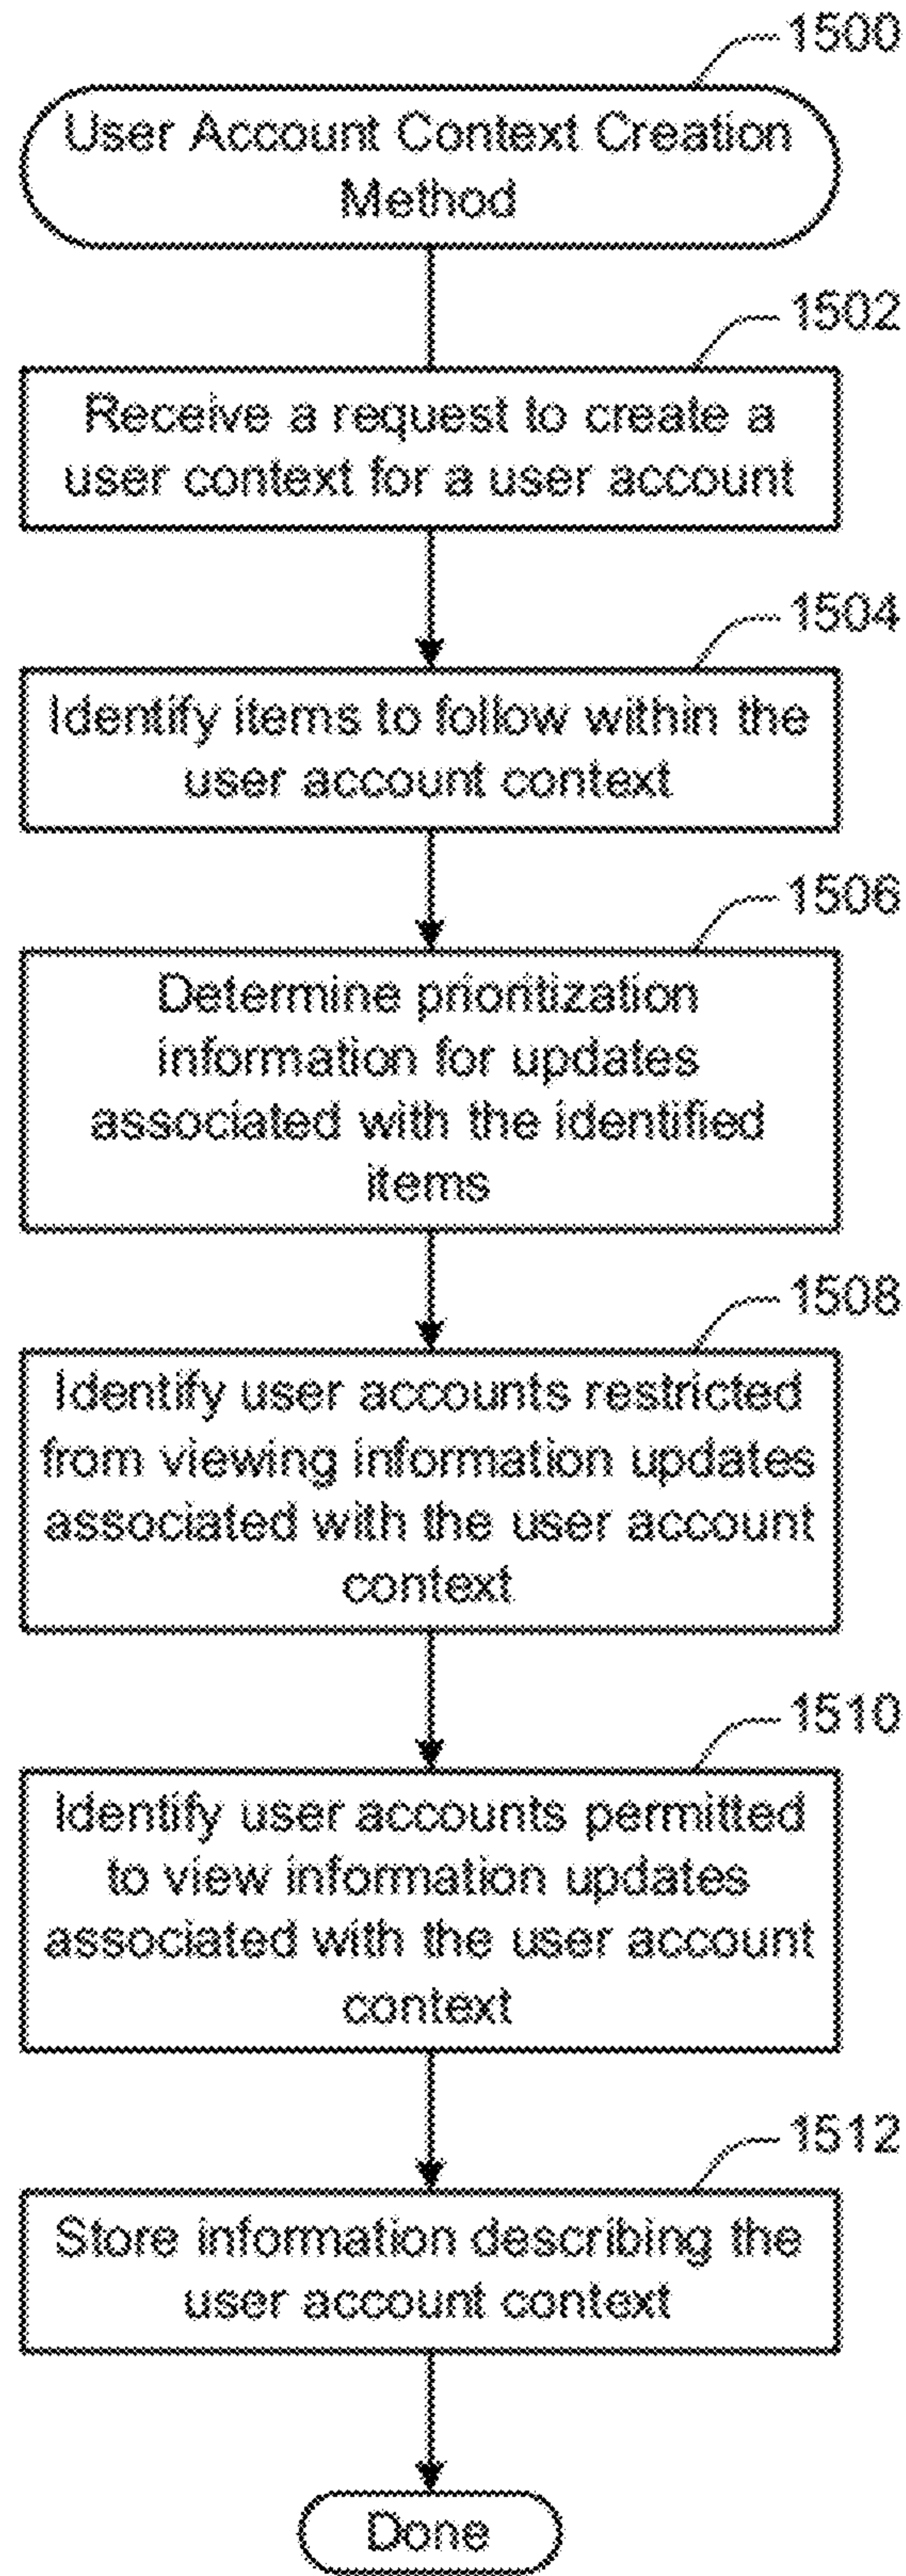 1500
User Account Context Creation
Method
1502
Receive a request to create a
user context for a user account
1504
Identify items to follow within the
user account context
1506
Determine prioritization
information for updates
associated with the identified
items
1508
Identify user accounts restricted
from viewing information updates
associated with the user account
context
1510
Identify user accounts permitted
to view information updates
associated with the user account
context
1512
Store information describing the
user account context
Done